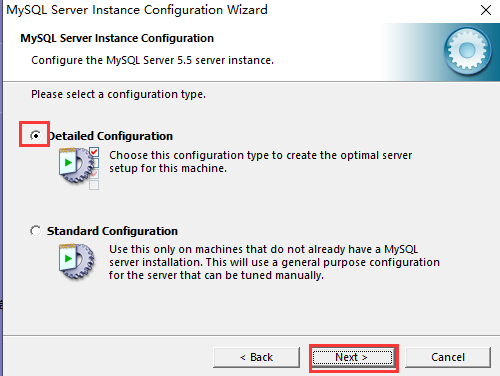 MySQL Server Instance Configuration Wizard
MySQL Server Instance Configuration
Configure the MySQL Server 5.5 server instance.
Please select a configuration type.
Detailed Configuration
Choose this configuration type to create the optimal server
setup for this machine.
Standard Configuration
Use this only on machines that do not already have a MySQL
server installation. This will use a general purpose configuration
for the server that can be tuned manually.
< Back
Next >
Cancel